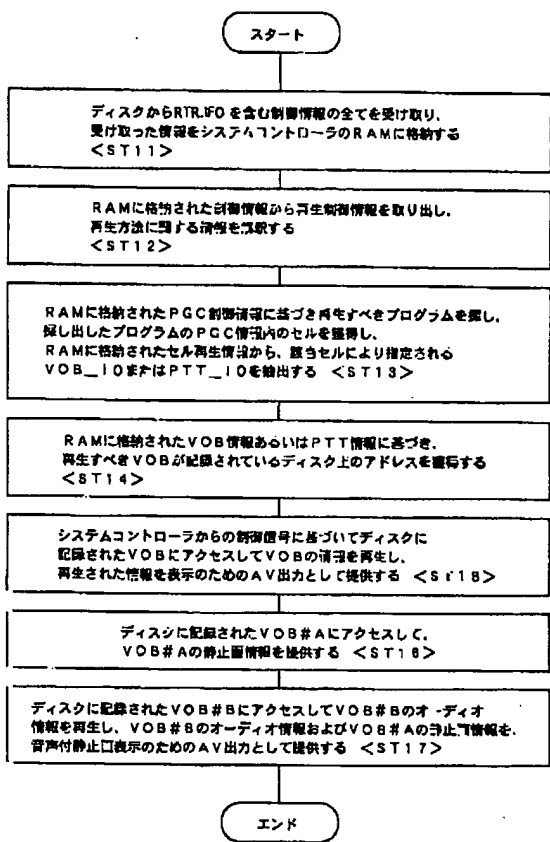 スタート
ディスクからRTR.IFOを含む制御情報の全てを受け取り、
受け取った情報をシステムコントローラのRAMに格納する
<ST11>
RAMに格納された制御情報から再生制御情報を取り出し、
再生方法に関する情報を解釈する
<ST12>
RAMに格納されたPGC制御情報に基づき再生すべきプログラムを探し、
探し出したプログラムのPGC情報内のセルを獲得し、
RAMに格納されたセル再生情報から、該当セルにより指定される
VOB__IDまたはPTT__IDを抽出する <ST13>
RAMに格納されたVOB情報あるいはPTT情報に基づき、
再生すべきVOBが記録されているディスク上のアドレスを獲得する
<ST14>
システムコントローラからの制御信号に基づいてディスクに
記録されたVOBにアクセスしてVOBの情報を再生し、
再生された情報を表示のためのAV出力として提供する <ST18>
ディスクに記録されたVOB#Aにアクセスして、
VOB#Aの静止画情報を提供する <ST16>
ディスクに記録されたVOB#BにアクセスしてVOB#Bのオーディオ
情報を再生し、VOB#Bのオーディオ情報およびVOB#Aの静止画情報を、
音声付静止画表示のためのAV出力として提供する <ST17>
エンド